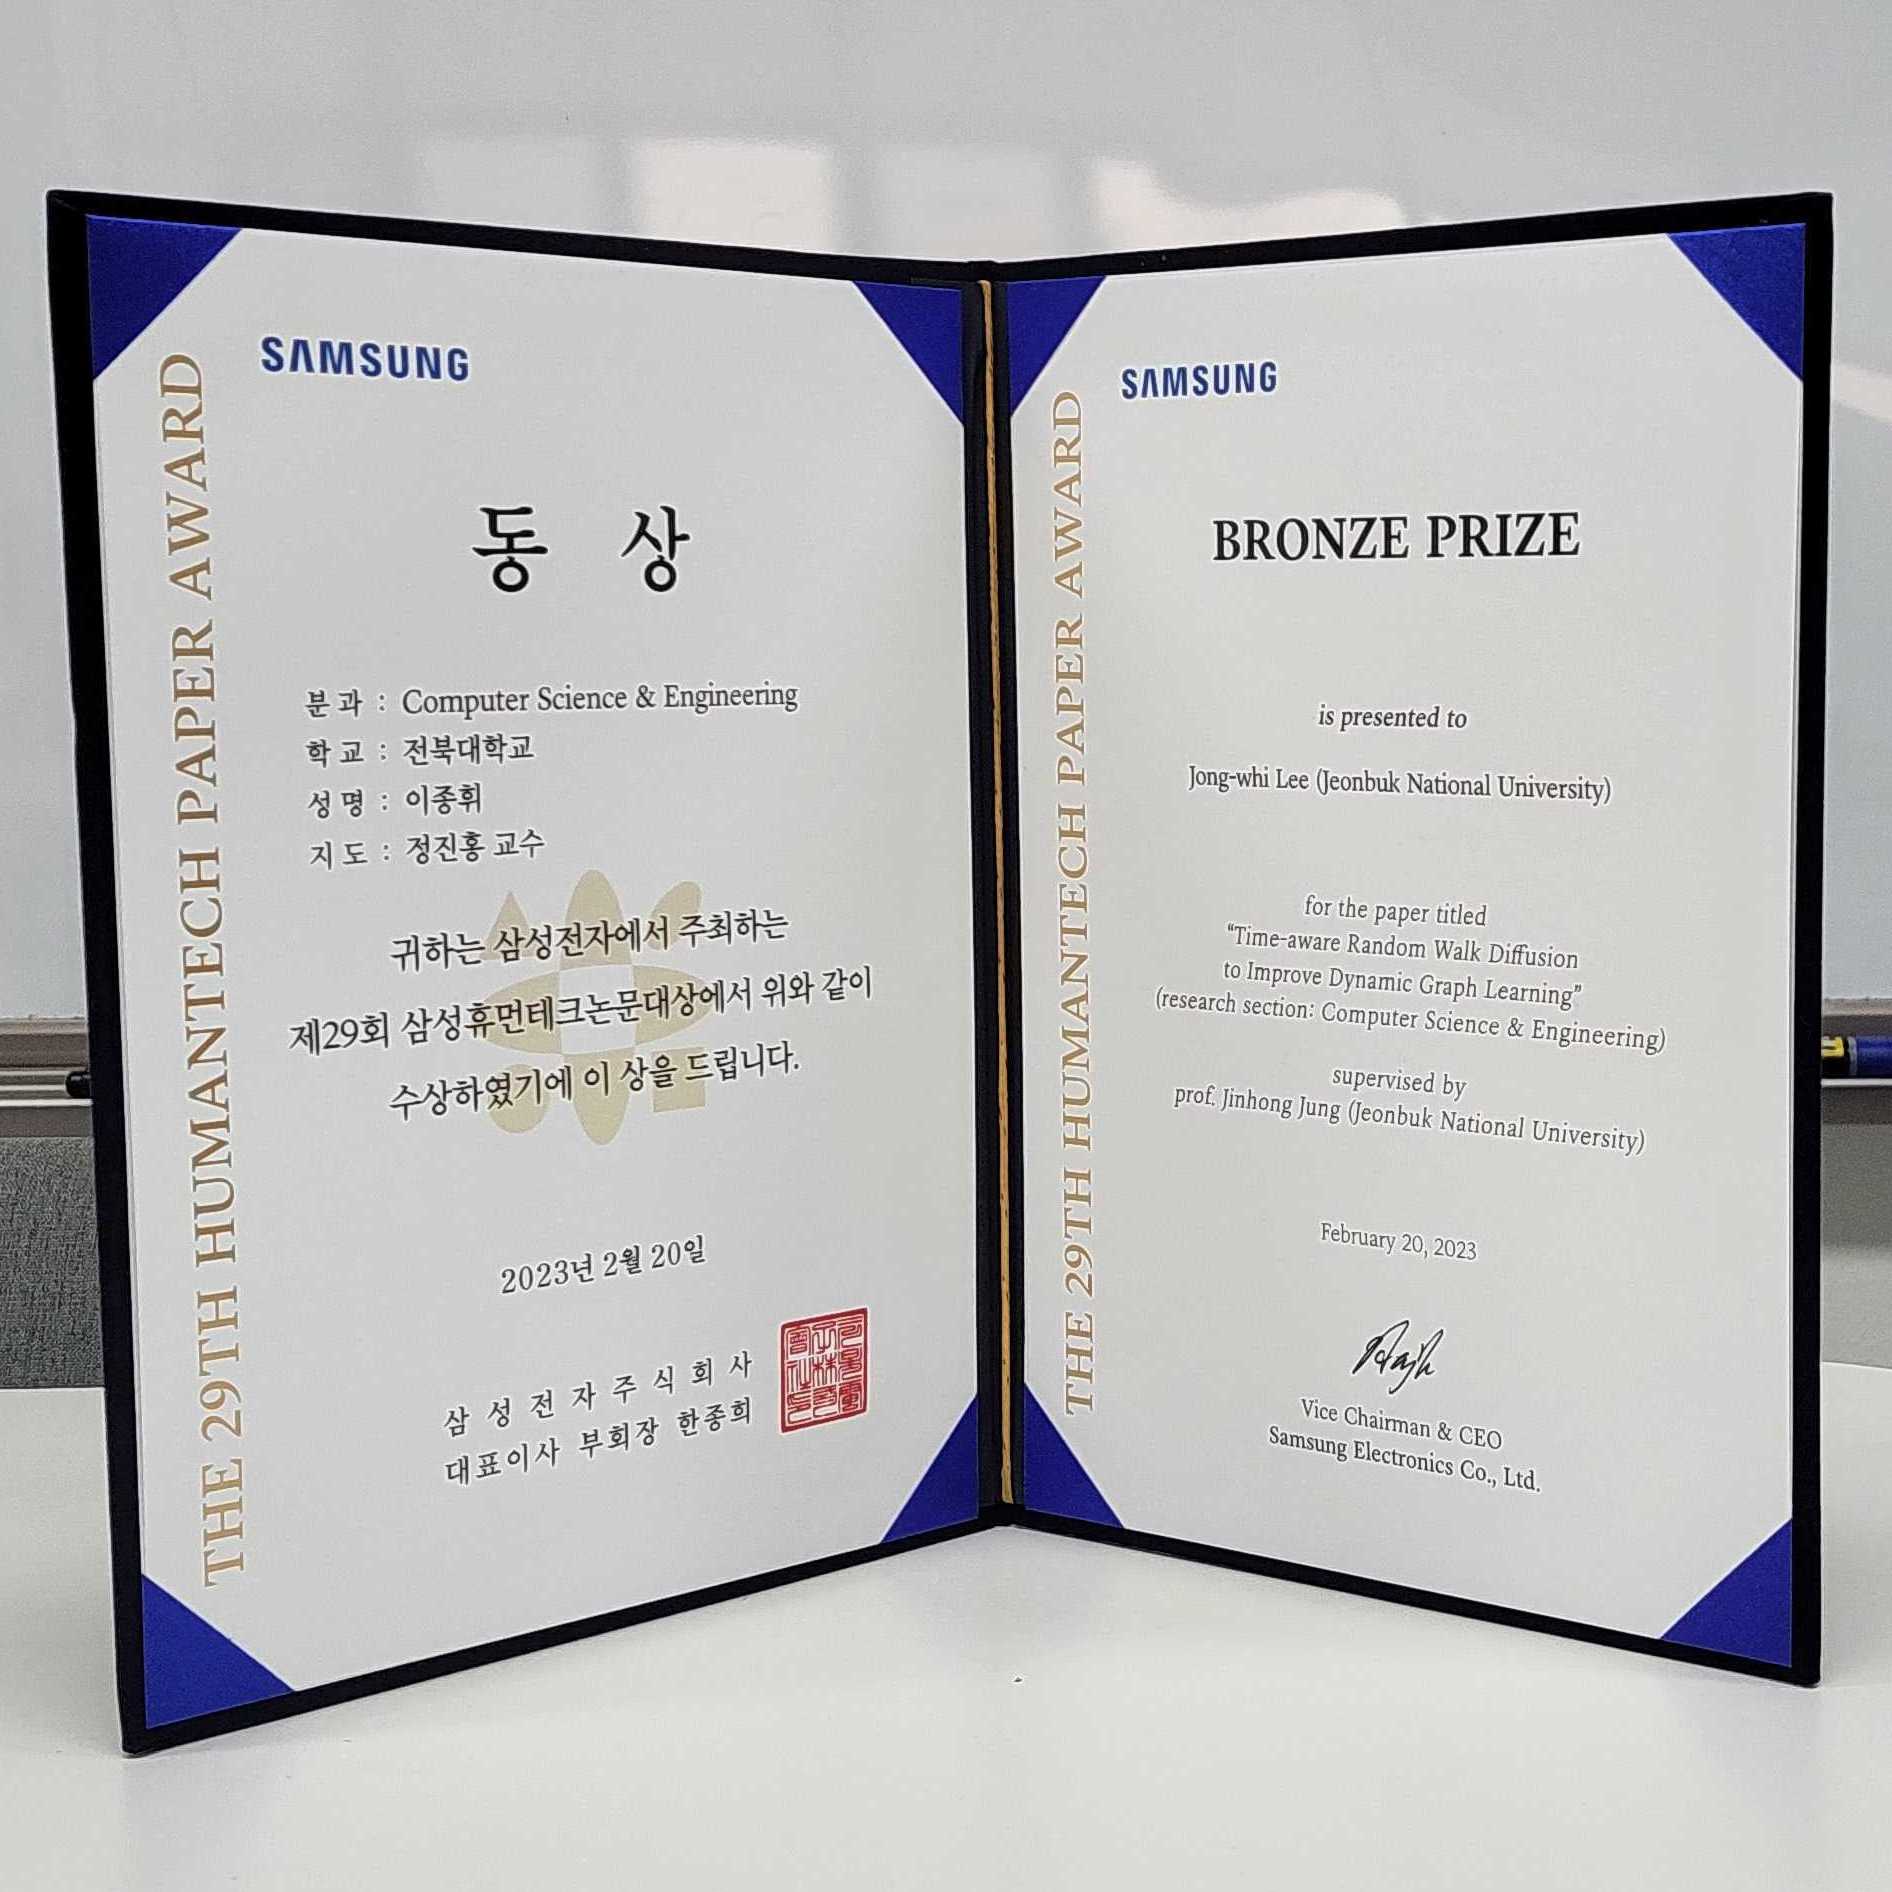 THE 29TH HUMANTECH PAPER AWARD
SAMSUNG
동 상
분 과 : Computer Science & Engineering
학 교 : 전북대학교
성 명 : 이종휘
지 도 : 정진홍 교수
귀하는 삼성전자에서 주최하는
제29회 삼성휴먼테크논문대상에서 위와 같이
수상하였기에 이 상을 드립니다.
2023년 2월 20일
삼 성 전 자 주 식 회 사
대표이사 부회장 한종희
THE 29TH HUMANTECH PAPER AWARD
SAMSUNG
BRONZE PRIZE
is presented to
Jong-whi Lee (Jeonbuk National University)
for the paper titled
“Time-aware Random Walk Diffusion
to Improve Dynamic Graph Learning”
(research section: Computer Science & Engineering)
supervised by
prof. Jinhong Jung (Jeonbuk National University)
February 20, 2023
Vice Chairman & CEO
Samsung Electronics Co., Ltd.